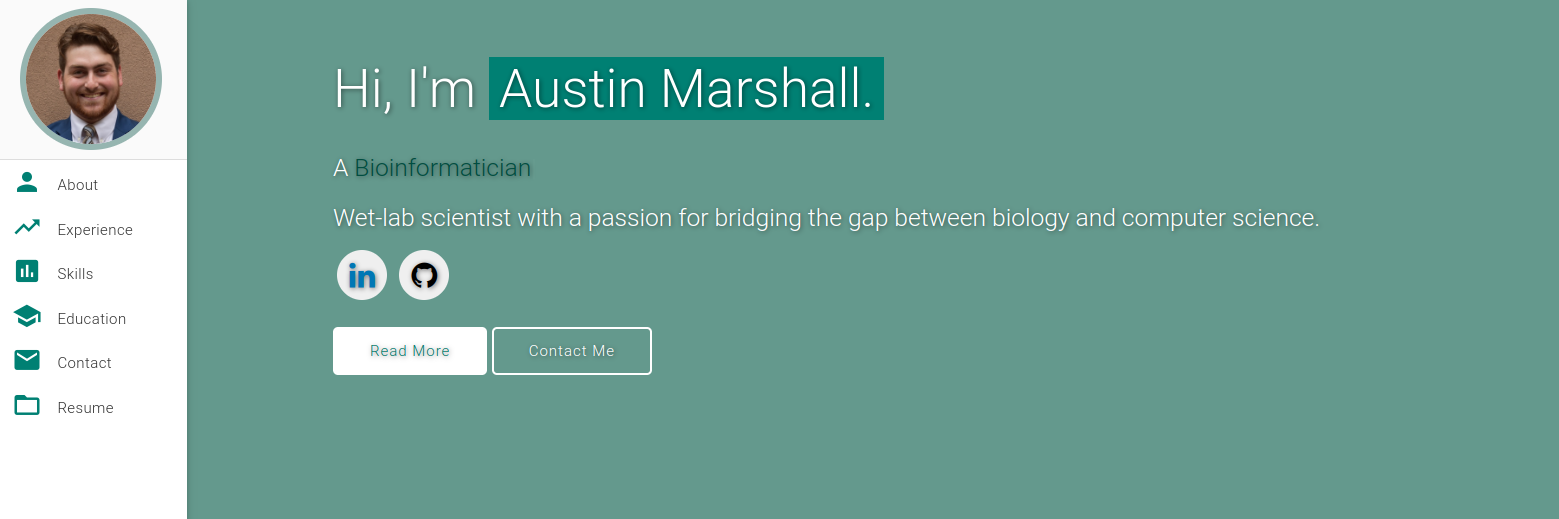 About
Experience
Skills
Education
Contact
Resume
Hi, I'm Austin Marshall.
A Bioinformatician
Wet-lab scientist with a passion for bridging the gap between biology and computer science.
in
Read More
Contact Me